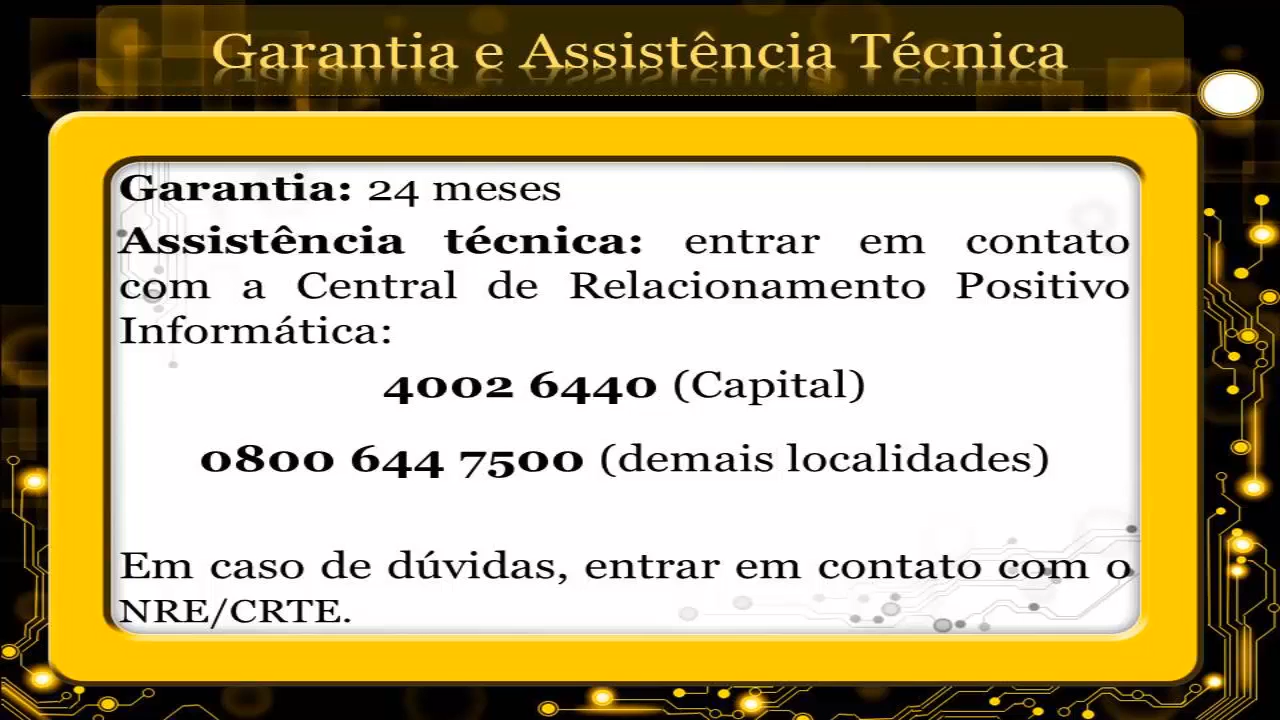 Garantia e Assistência Técnica
Garantia: 24 meses
Assistência técnica: entrar em contato
com a Central de Relacionamento Positivo
Informática:
4002 6440 (Capital)
0800 644 7500 (demais localidades)
Em caso de dúvidas, entrar em contato com o
NRE/CRTE.